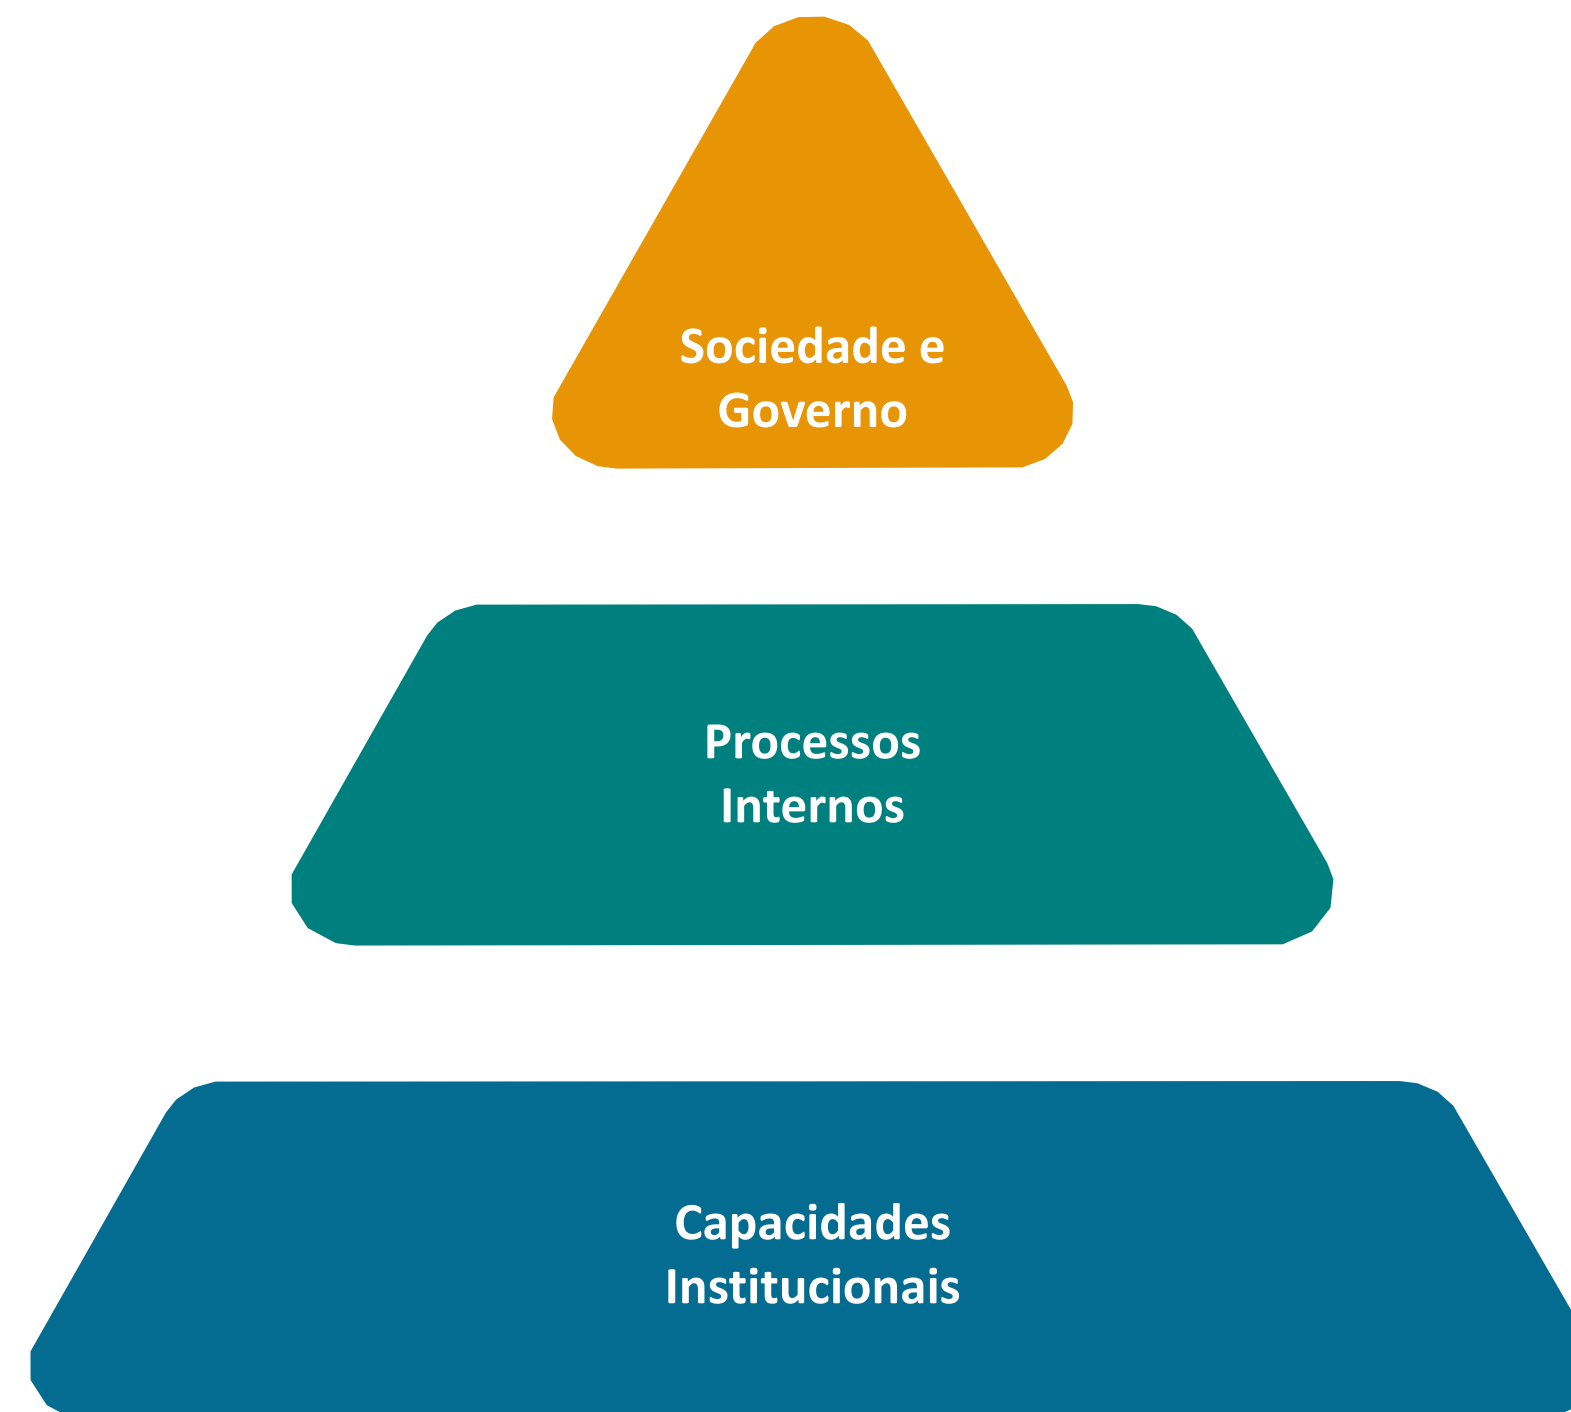 Sociedade e
Governo
Processos
Internos
Capacidades
Institucionais